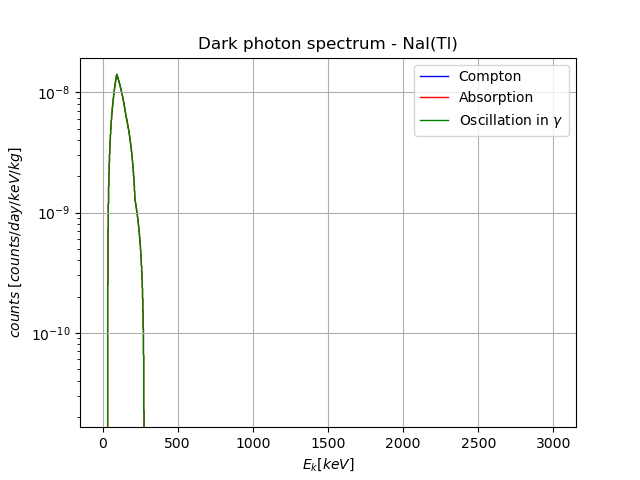 Dark photon spectrum - NaI(Tl)
Compton
Absorption
Oscillation in γ
counts [counts/day/keV/kg]
10⁻⁸
10⁻⁹
10⁻¹⁰
0 500 1000 1500 2000 2500 3000
Eₖ[keV]